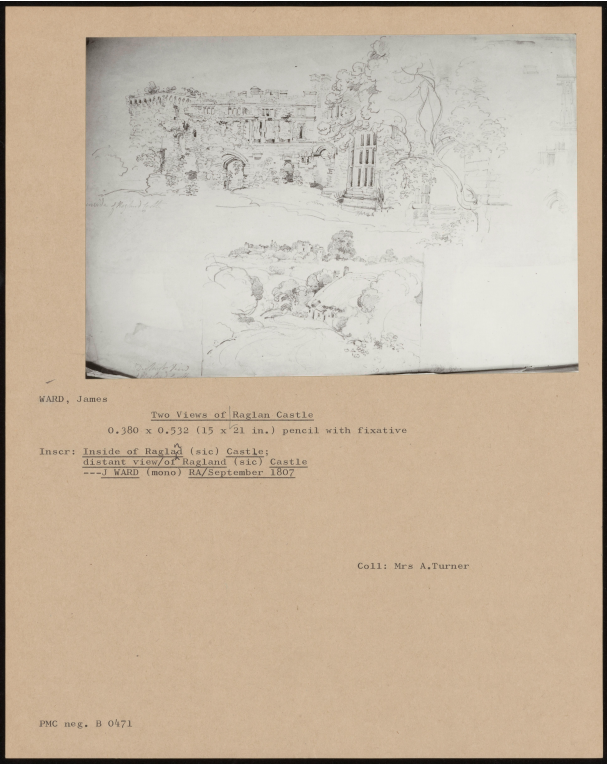 WARD, James
Two Views of Raglan Castle
0.380 x 0.532 (15 x 21 in.) pencil with fixative
Inscr: Inside of Raglad (sic) Castle;
distant view/of Ragland (sic) Castle
---J WARD (mono) RA/September 1807
Coll: Mrs A.Turner
PMC neg. B 0471